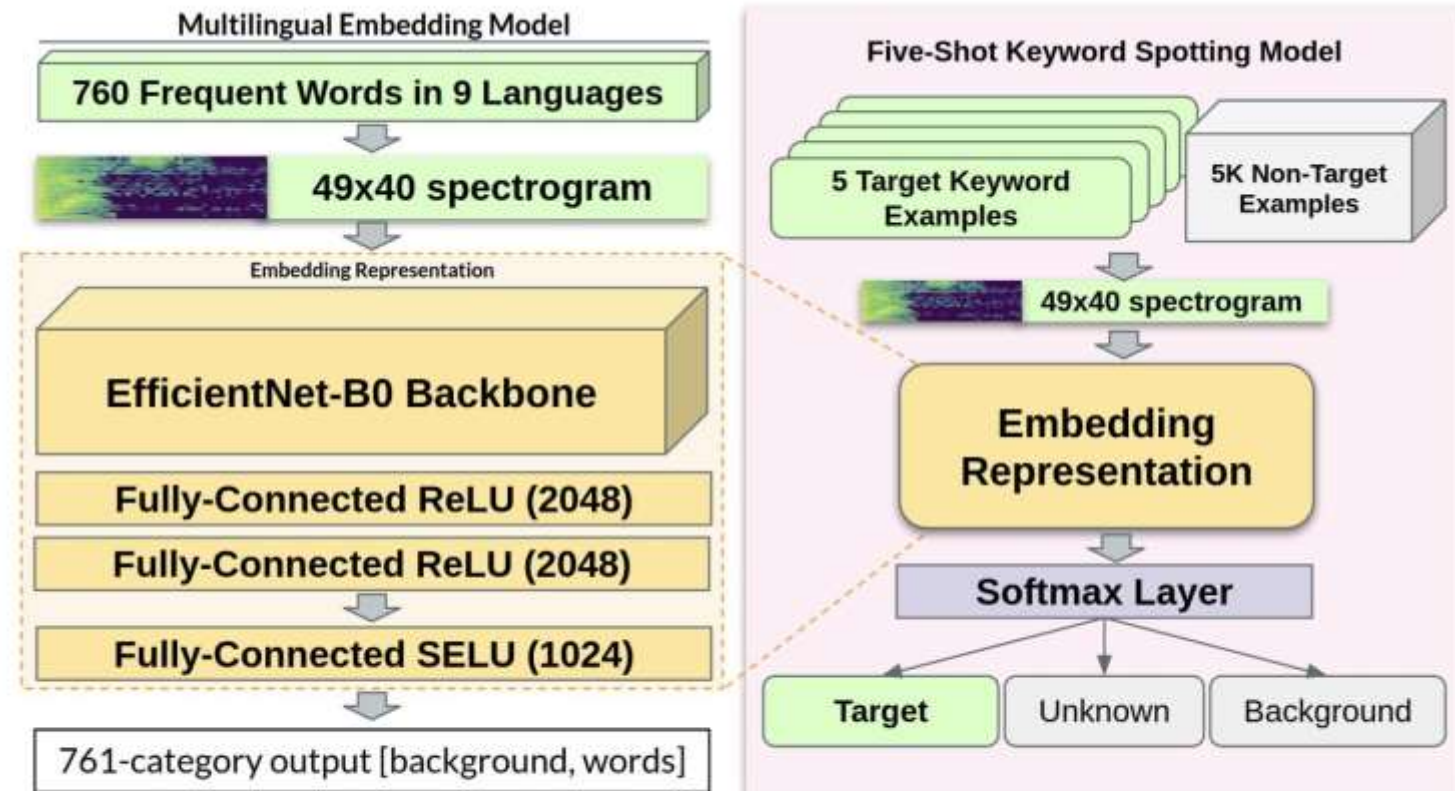 Multilingual Embedding Model
760 Frequent Words in 9 Languages
49x40 spectrogram
Embedding Representation
EfficientNet-B0 Backbone
Fully-Connected ReLU (2048)
Fully-Connected ReLU (2048)
Fully-Connected SELU (1024)
761-category output [background, words]
Five-Shot Keyword Spotting Model
5 Target Keyword
Examples
5K Non-Target
Examples
49x40 spectrogram
Embedding
Representation
Softmax Layer
Target
Unknown
Background